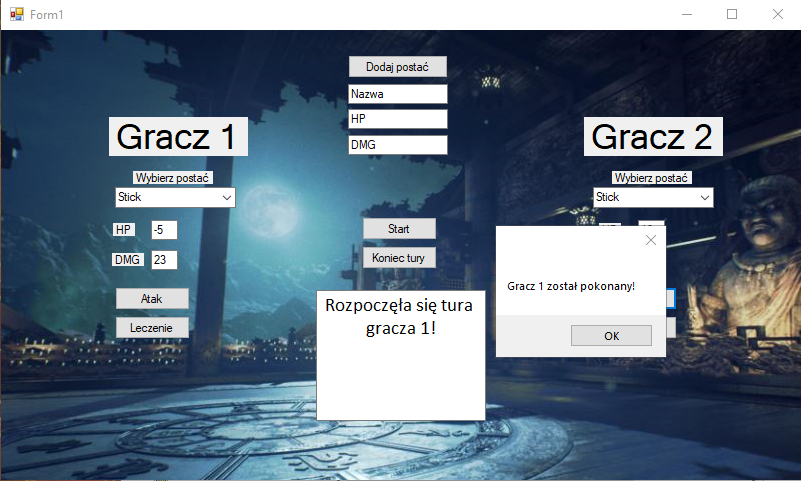 Form1
Dodaj postać
Nazwa
HP
DMG
Gracz 1
Gracz 2
Wybierz postać
Wybierz postać
Stick
Stick
HP
-5
DMG
23
Start
Koniec tury
Atak
Leczenie
Rozpoczęła się tura
gracza 1!
Gracz 1 został pokonany!
OK